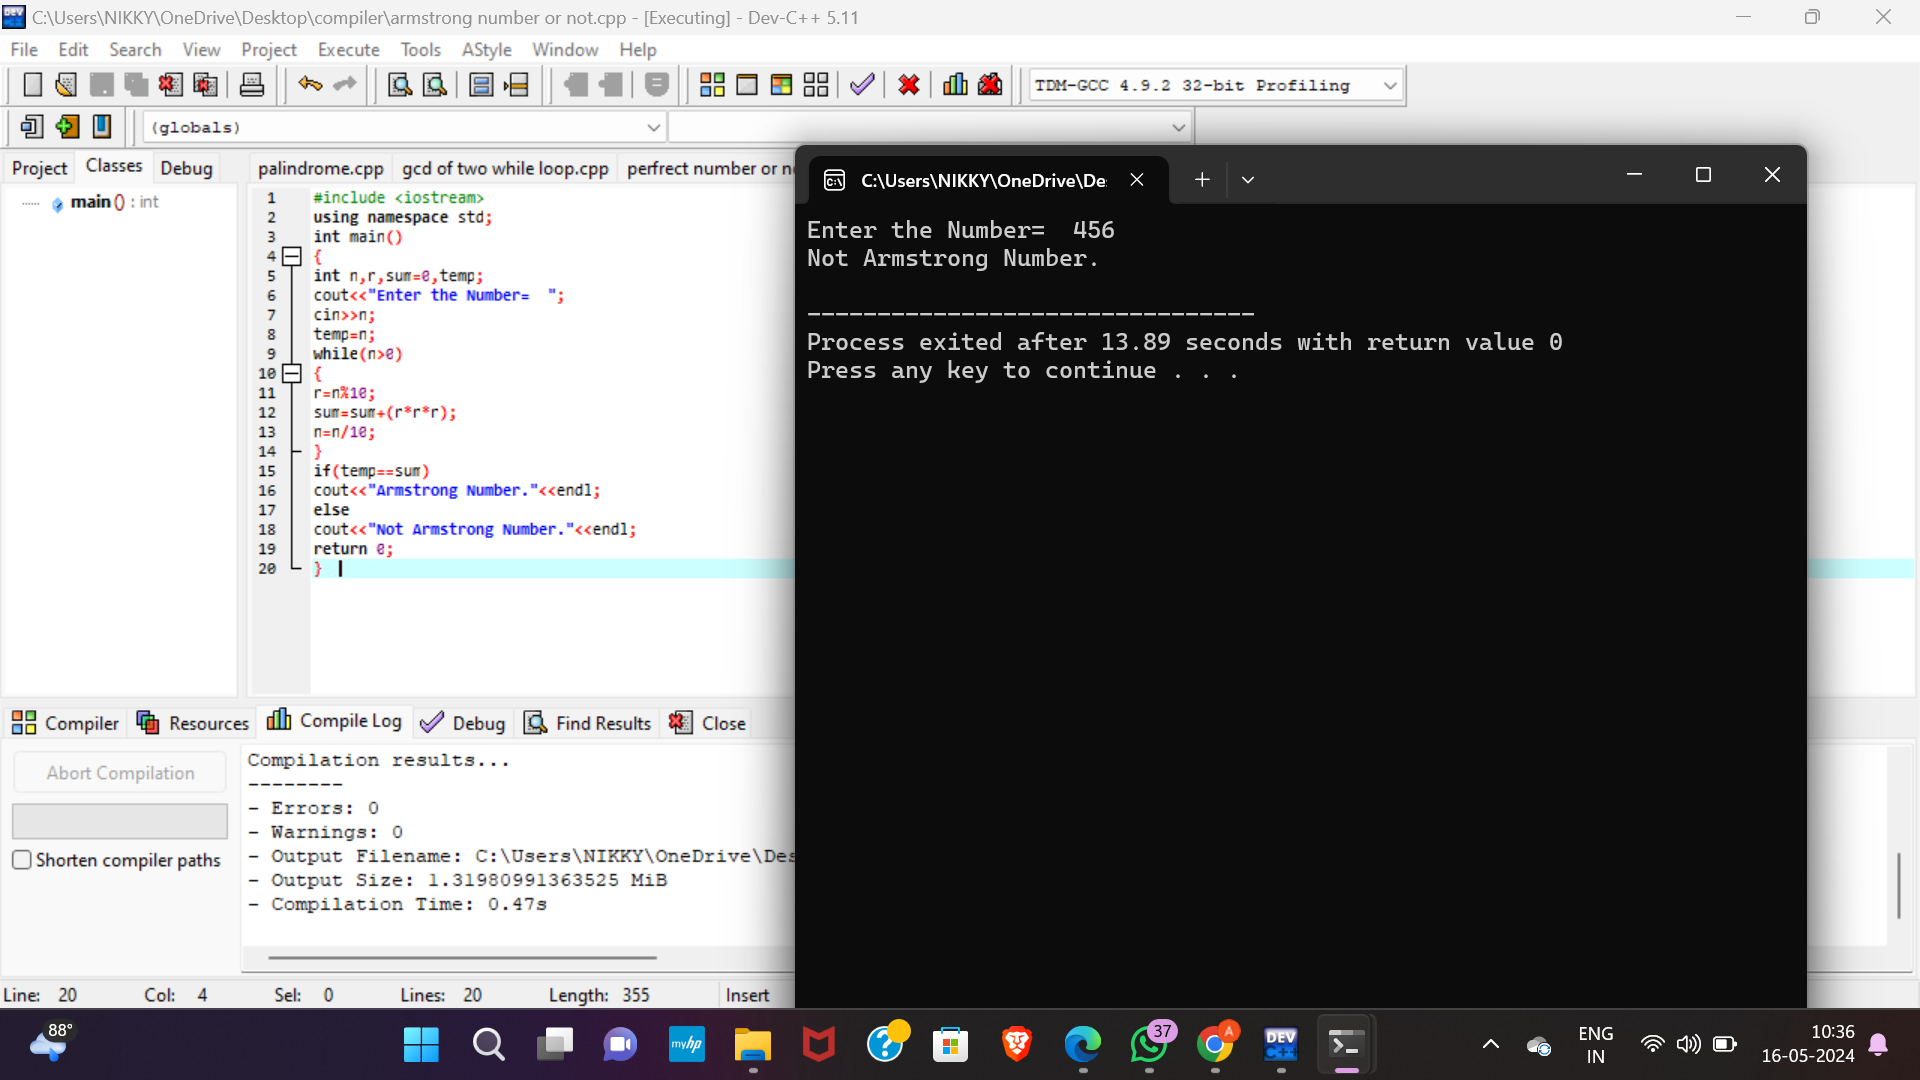 C:\Users\NIKKY\OneDrive\Desktop\compiler\armstrong number or not.cpp - [Executing] - Dev-C++ 5.11
File Edit Search View Project Execute Tools AStyle Window Help
TDM-GCC 4.9.2 32-bit Profiling
(globals)
Project Classes Debug
palindrome.cpp gcd of two while loop.cpp perfrect number or
main () : int
1 #include <iostream>
2 using namespace std;
3 int main()
4 {
5 int n,r,sum=0,temp;
6 cout<<"Enter the Number=  ";
7 cin>>n;
8 temp=n;
9 while(n>0)
10 {
11 r=n%10;
12 sum=sum+(r*r*r);
13 n=n/10;
14 }
15 if(temp==sum)
16 cout<<"Armstrong Number."<<endl;
17 else
18 cout<<"Not Armstrong Number."<<endl;
19 return 0;
20 }
C:\Users\NIKKY\OneDrive\De
Enter the Number=  456
Not Armstrong Number.
--------------------------------
Process exited after 13.89 seconds with return value 0
Press any key to continue . . .
Compiler Resources Compile Log Debug Find Results Close
Abort Compilation
Shorten compiler paths
Compilation results...
--------
- Errors: 0
- Warnings: 0
- Output Filename: C:\Users\NIKKY\OneDrive\Des
- Output Size: 1.31980991363525 MiB
- Compilation Time: 0.47s
Line: 20 Col: 4 Sel: 0 Lines: 20 Length: 355 Insert
88°
myhp
37
A
DEV
C++
ENG
IN
10:36
16-05-2024